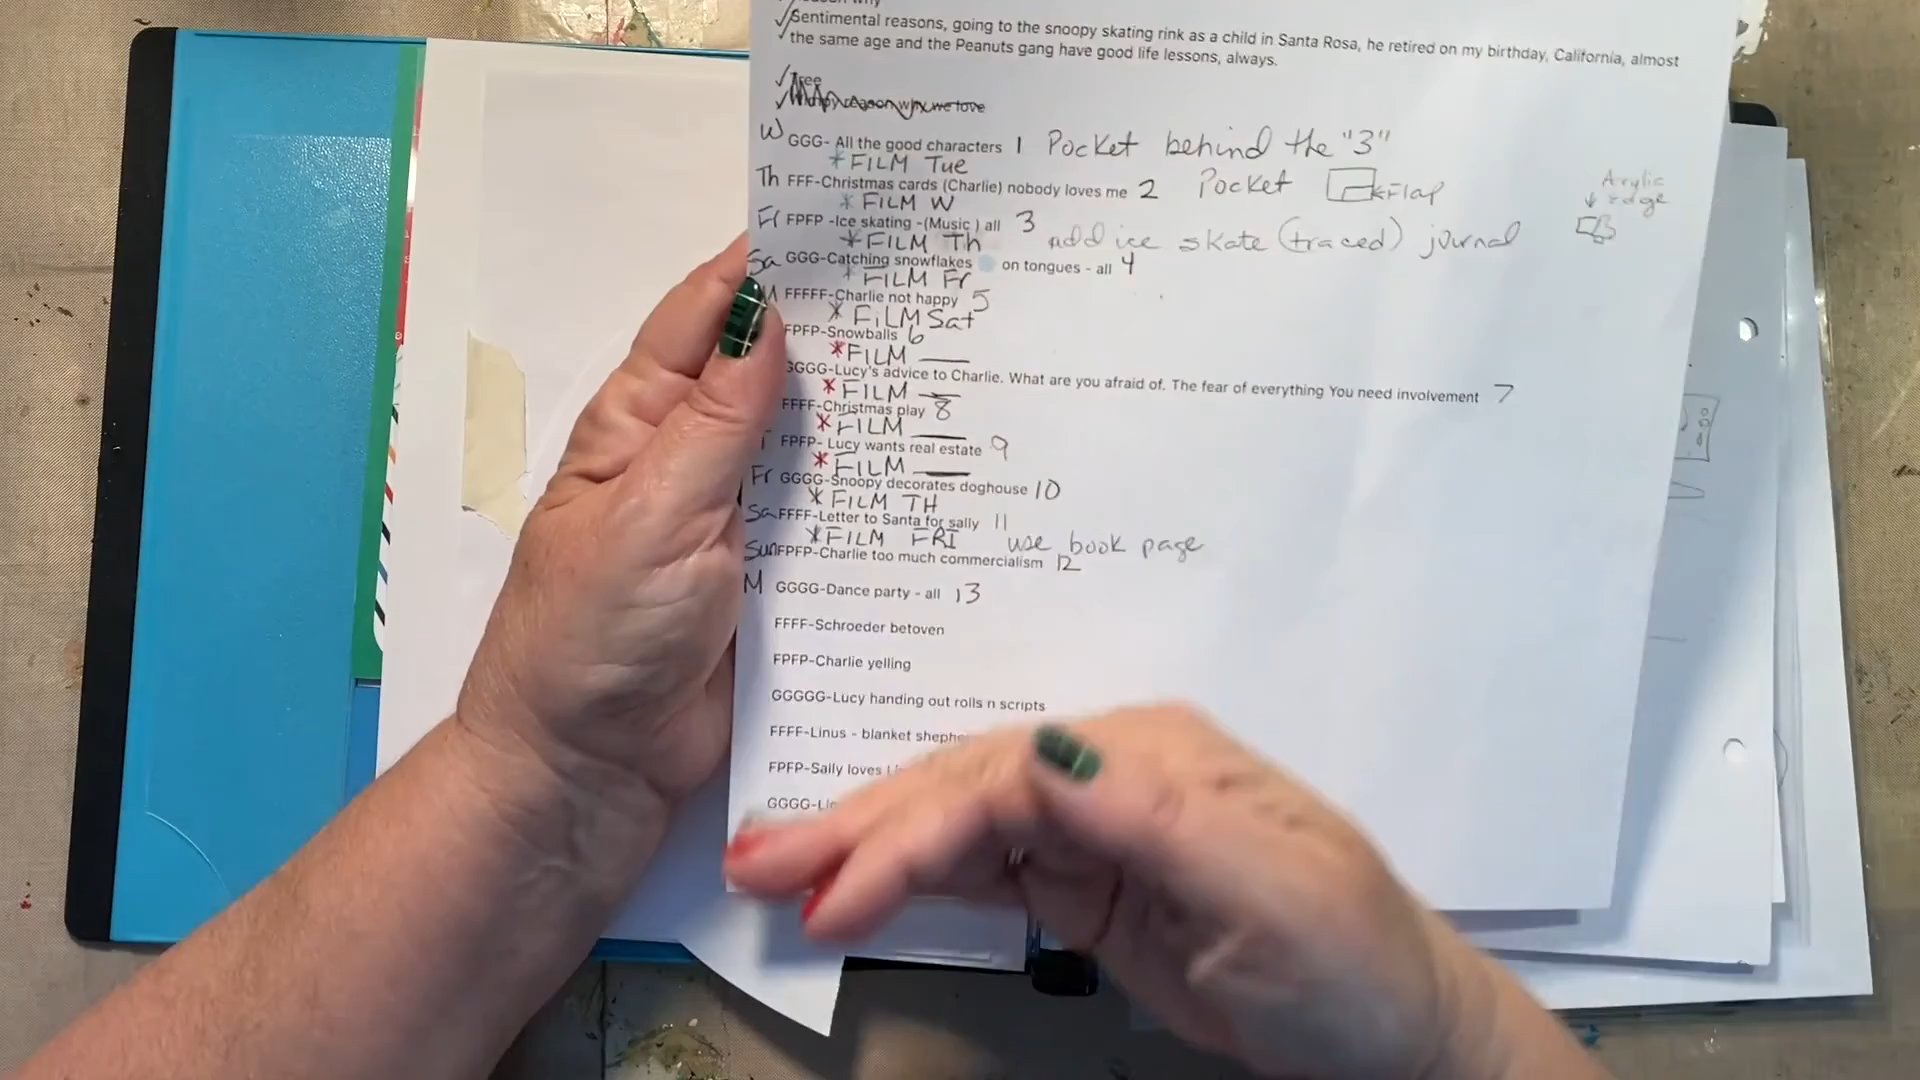 Sentimental reasons, going to the snoopy skating rink as a child in Santa Rosa, he retired on my birthday, California, almost
the same age and the Peanuts gang have good life lessons, always.
Tree
we love
W GGG- All the good characters 1 Pocket behind the "3"
*FILM Tue
Th FFF-Christmas cards (Charlie) nobody loves me 2 Pocket Flap
Acrylic edge
*FILM W
Fr FPFP -Ice skating -(Music ) all 3 add ice skate (traced) journal
*FILM Th
Sa GGG-Catching snowflakes on tongues - all 4
*FILM Fr
M FFFFF-Charlie not happy 5
*FILM Sat
FPFP-Snowballs 6
*FILM
GGGG-Lucy's advice to Charlie. What are you afraid of. The fear of everything You need involvement 7
*FILM
FFFF-Christmas play 8
*FILM
FPFP- Lucy wants real estate 9
*FILM
Fr GGGG-Snoopy decorates doghouse 10
*FILM TH
Sa FFFF-Letter to Santa for sally 11
*FILM FRI use book page
Sun FPFP-Charlie too much commercialism 12
M GGGG-Dance party - all 13
FFFF-Schroeder betoven
FPFP-Charlie yelling
GGGGG-Lucy handing out rolls n scripts
FFFF-Linus - blanket
FPFP-Sally loves